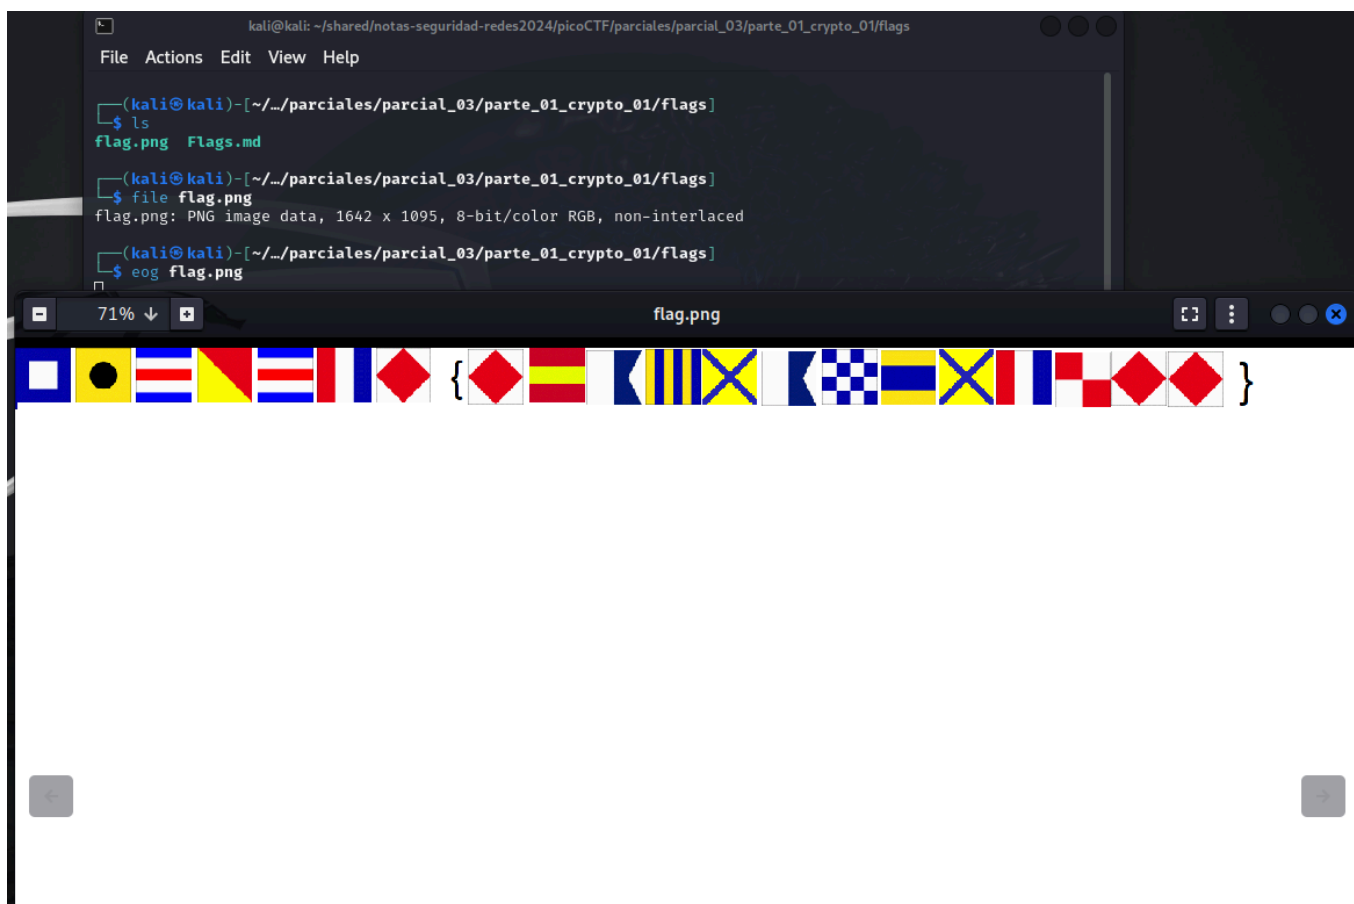 kali@kali: ~/shared/notas-seguridad-redes2024/picoCTF/parciales/parcial_03/parte_01_crypto_01/flags
File Actions Edit View Help
┌──(kali㉿kali)-[~/…/parciales/parcial_03/parte_01_crypto_01/flags]
└─$ ls
flag.png Flags.md
┌──(kali㉿kali)-[~/…/parciales/parcial_03/parte_01_crypto_01/flags]
└─$ file flag.png
flag.png: PNG image data, 1642 x 1095, 8-bit/color RGB, non-interlaced
┌──(kali㉿kali)-[~/…/parciales/parcial_03/parte_01_crypto_01/flags]
└─$ eog flag.png
71% flag.png
{ }